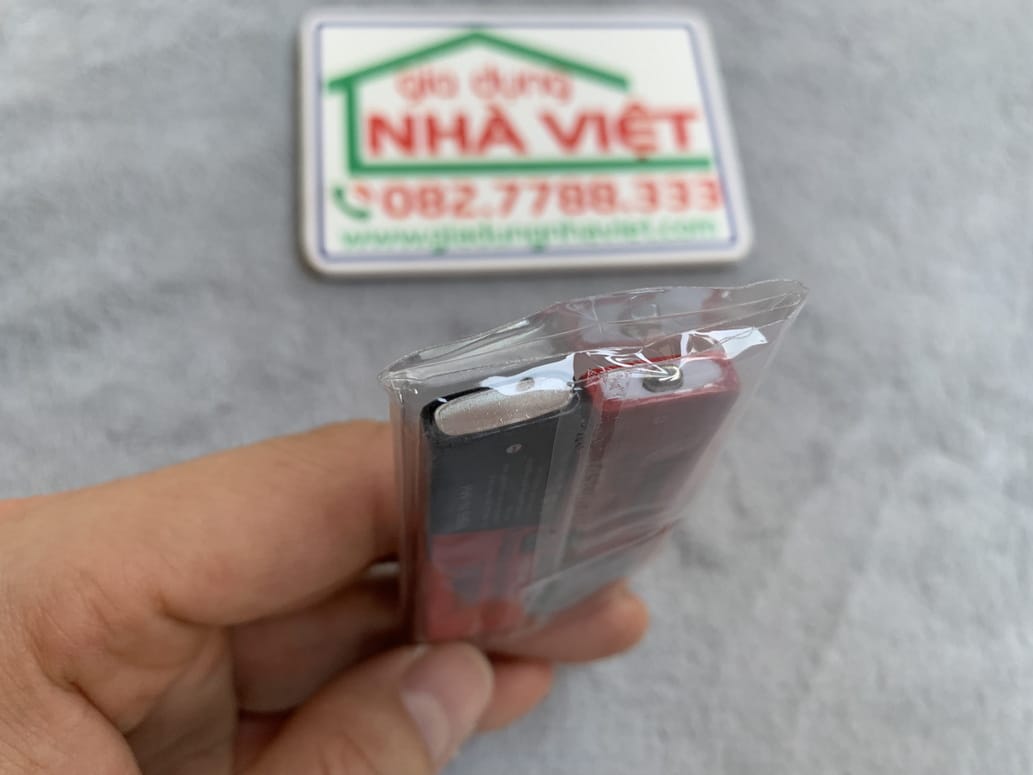 gia dụng
NHÀ VIỆT
082.7788.333
www.giadungnhaviet.com